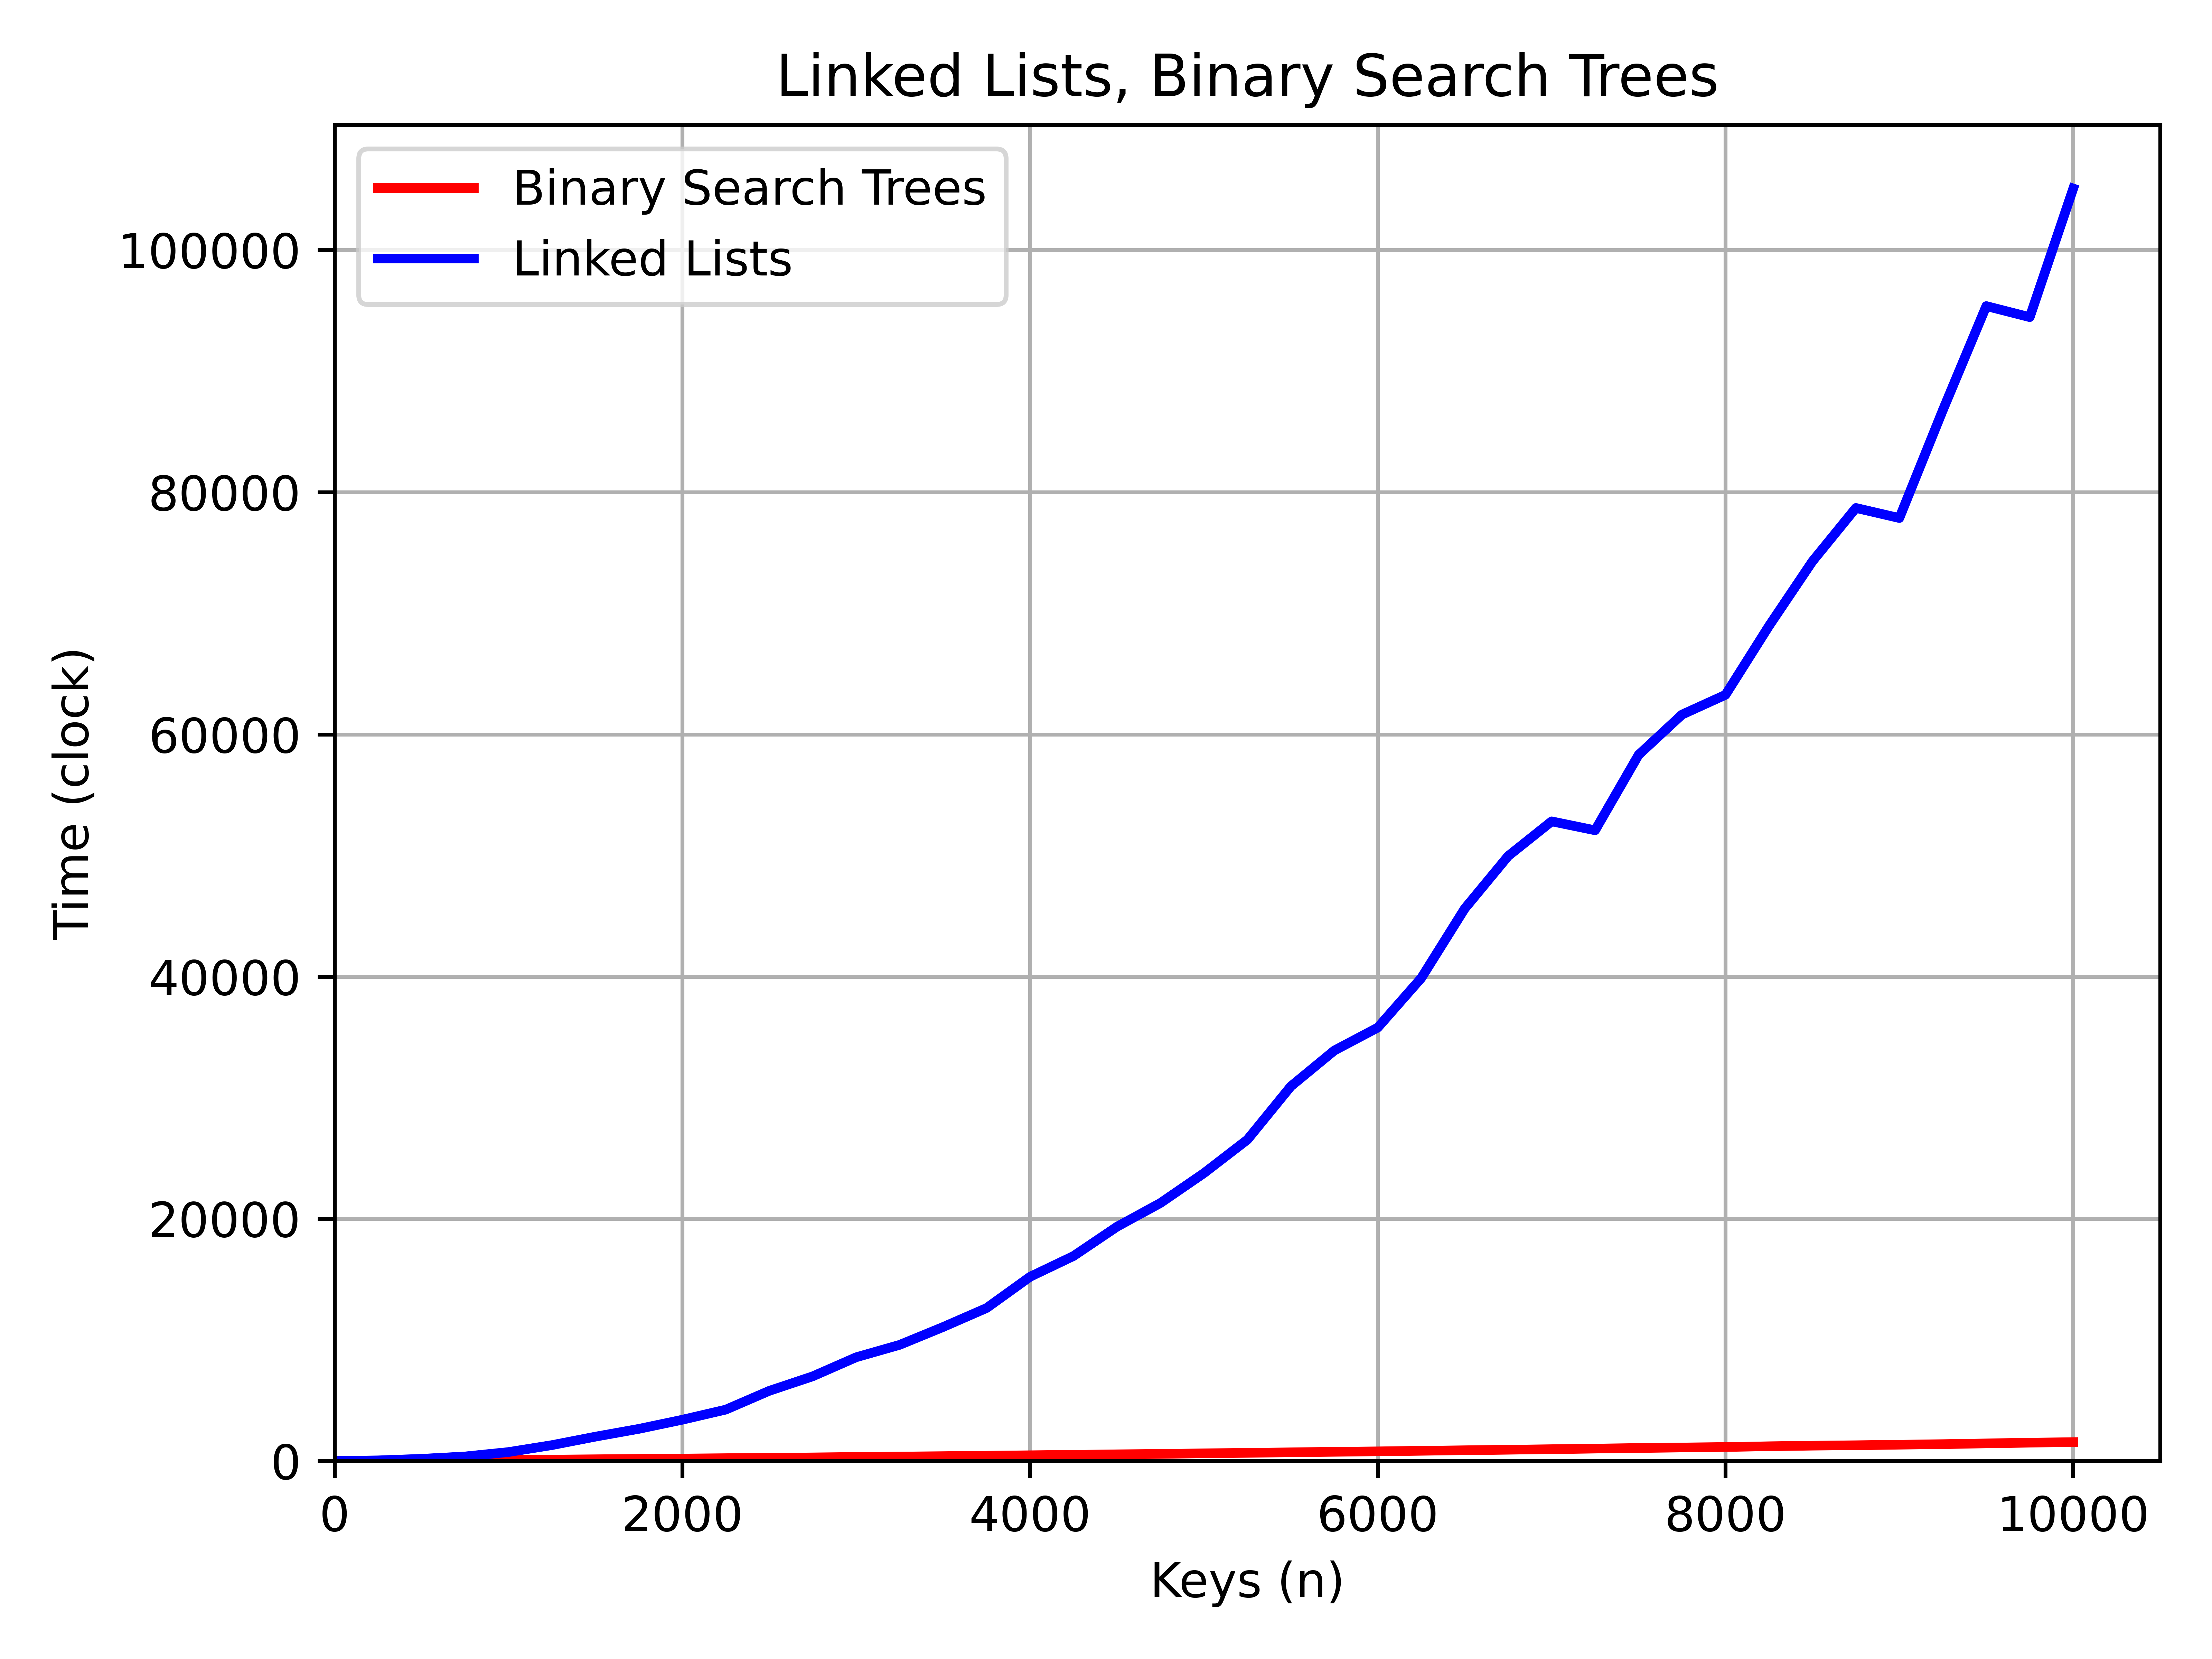 Linked Lists, Binary Search Trees
Binary Search Trees
Linked Lists
100000
80000
60000
40000
20000
0
Time (clock)
0 2000 4000 6000 8000 10000
Keys (n)